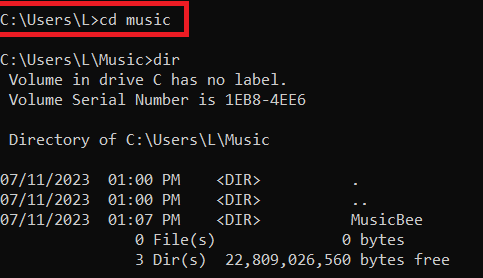 C:\Users\L>cd music
C:\Users\L\Music>dir
Volume in drive C has no label.
Volume Serial Number is 1EB8-4EE6
Directory of C:\Users\L\Music
07/11/2023  01:00 PM    <DIR>          .
07/11/2023  01:00 PM    <DIR>          ..
07/11/2023  01:07 PM    <DIR>          MusicBee
0 File(s)              0 bytes
3 Dir(s)  22,809,026,560 bytes free